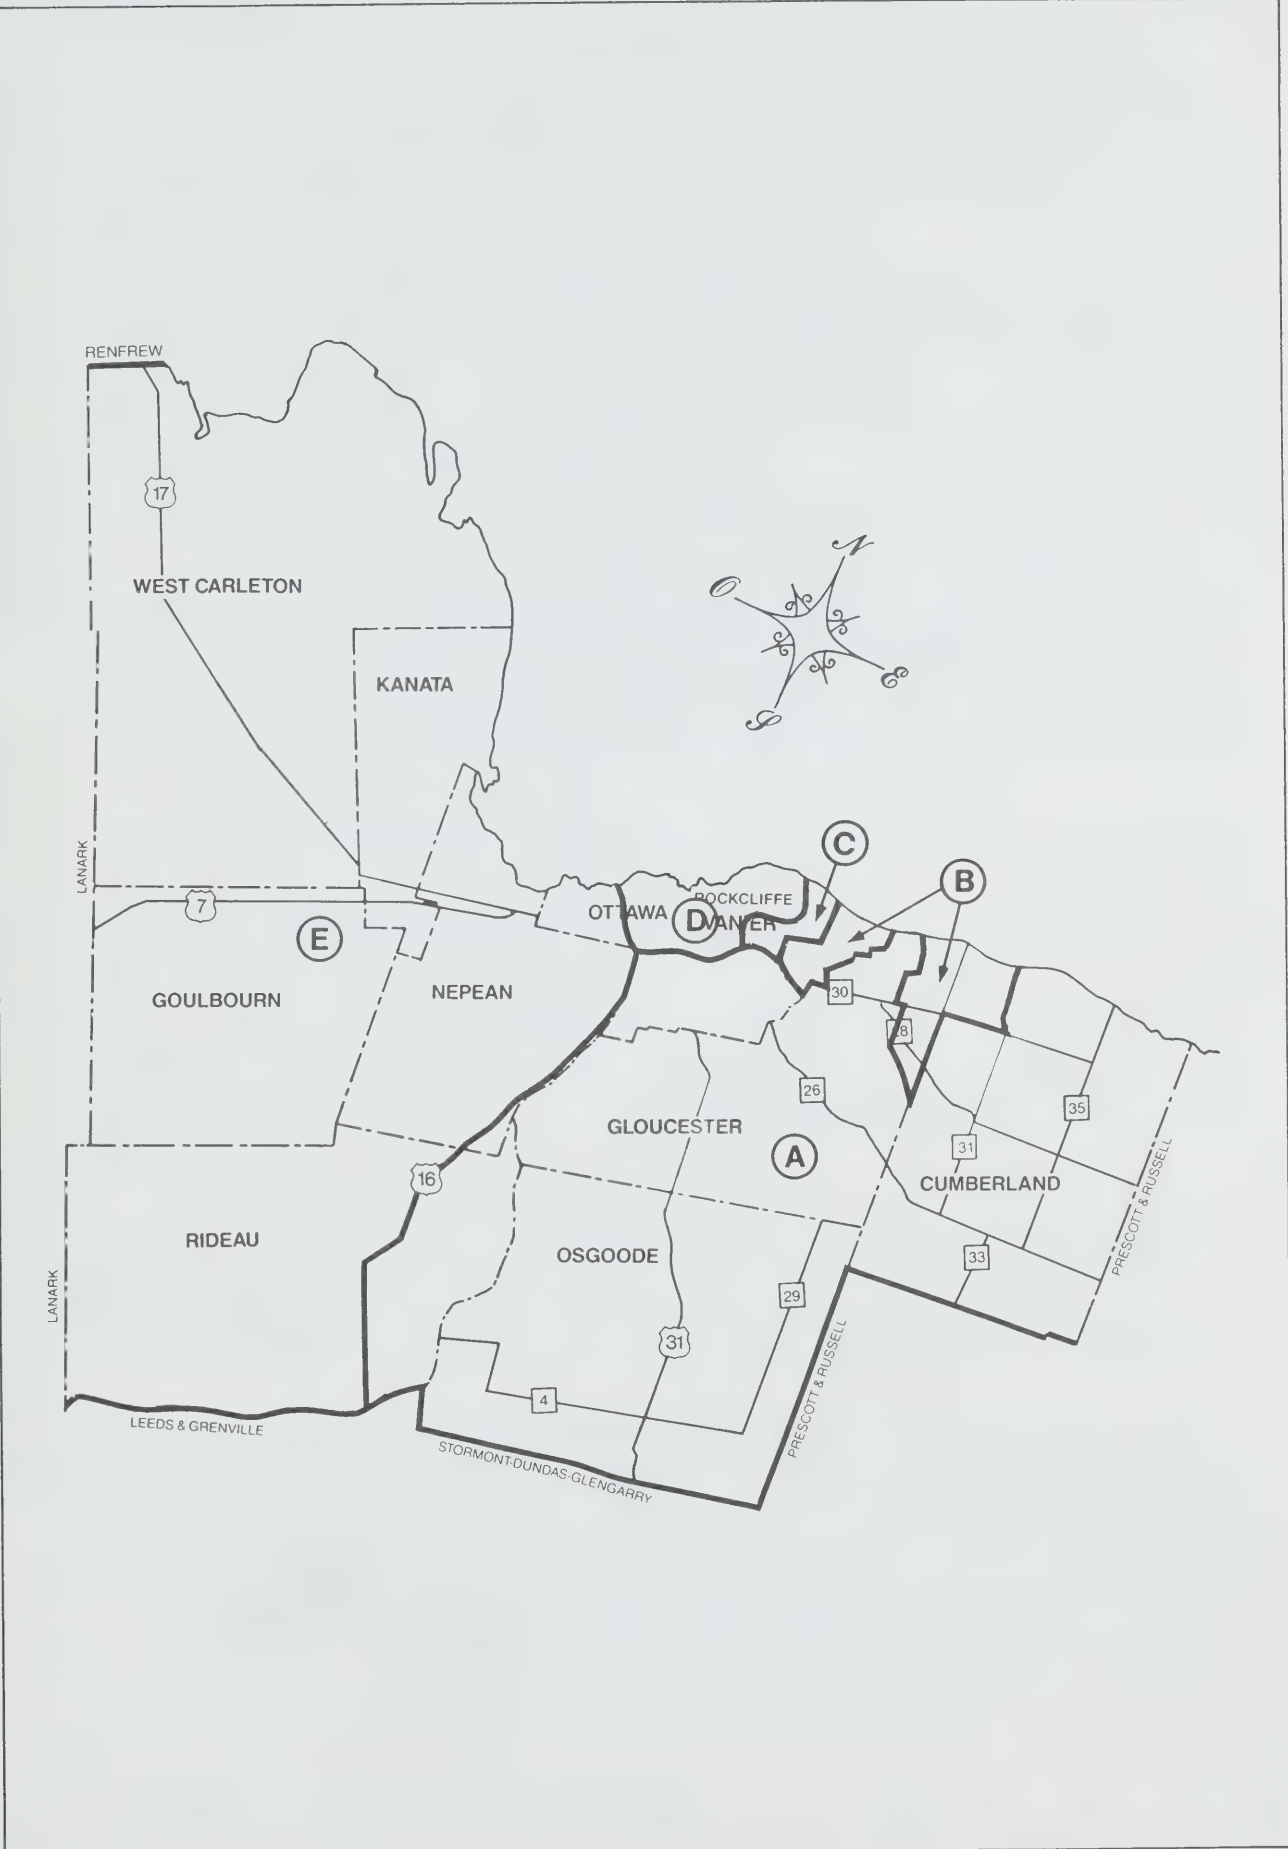 RENFREW
17
WEST CARLETON
N
O
E
S
KANATA
LANARK
C
B
7
E
OTTAWA
D
ROCKCLIFFE
VANIER
GOULBOURN
NEPEAN
30
28
26
35
GLOUCESTER
A
31
CUMBERLAND
16
PRESCOTT & RUSSELL
RIDEAU
OSGOODE
33
LANARK
29
31
PRESCOTT & RUSSELL
4
LEEDS & GRENVILLE
STORMONT-DUNDAS-GLENGARRY